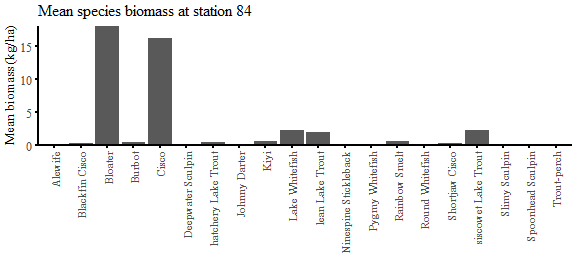 Mean species biomass at station 84
Mean biomass (kg/ha)
15
10
5
0
Alewife
Blackfin Cisco
Bloater
Burbot
Cisco
Deepwater Sculpin
hatchery Lake Trout
Johnny Darter
Kiyi
Lake Whitefish
lean Lake Trout
Ninespine Stickleback
Pygmy Whitefish
Rainbow Smelt
Round Whitefish
Shortjaw Cisco
siscowet Lake Trout
Slimy Sculpin
Spoonhead Sculpin
Trout-perch